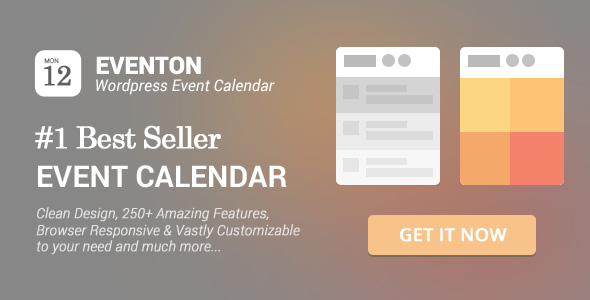 MON
12
EVENTON
Wordpress Event Calendar
#1 Best Seller
EVENT CALENDAR
Clean Design, 250+ Amazing Features,
Browser Responsive & Vastly Customizable
to your need and much more...
GET IT NOW